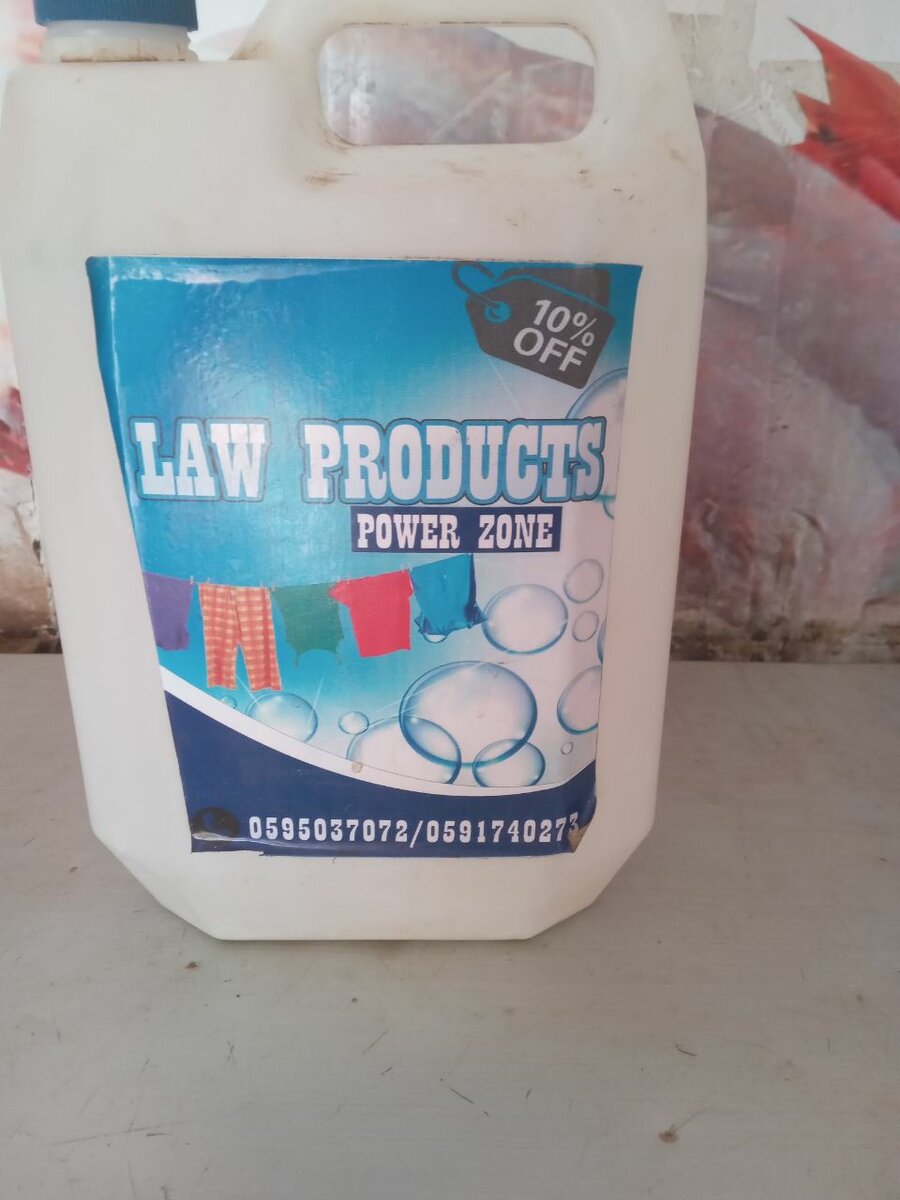 10%
OFF
LAW PRODUCTS
POWER ZONE
0595037072/0591740273